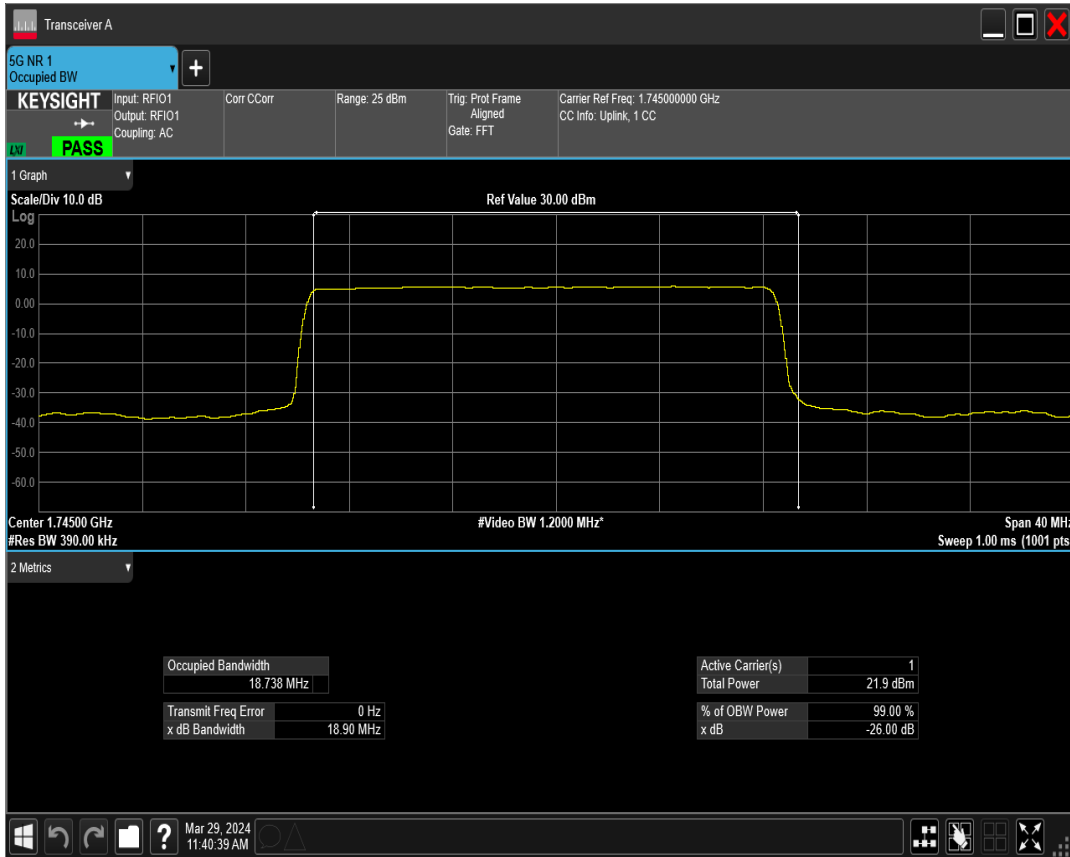 Transceiver A
5G NR 1
Occupied BW
KEYSIGHT
LXI
PASS
Input: RFIO1
Output: RFIO1
Coupling: AC
Corr CCorr
Range: 25 dBm
Trig: Prot Frame
Aligned
Gate: FFT
Carrier Ref Freq: 1.745000000 GHz
CC Info: Uplink, 1 CC
1 Graph
Scale/Div 10.0 dB
Ref Value 30.00 dBm
Log
20.0
10.0
0.00
-10.0
-20.0
-30.0
-40.0
-50.0
-60.0
Center 1.74500 GHz
#Video BW 1.2000 MHz*
Span 40 MHz
#Res BW 390.00 kHz
Sweep 1.00 ms (1001 pts
2 Metrics
Occupied Bandwidth
18.738 MHz
Transmit Freq Error 0 Hz
x dB Bandwidth 18.90 MHz
Active Carrier(s) 1
Total Power 21.9 dBm
% of OBW Power 99.00 %
x dB -26.00 dB
?
Mar 29, 2024
11:40:39 AM